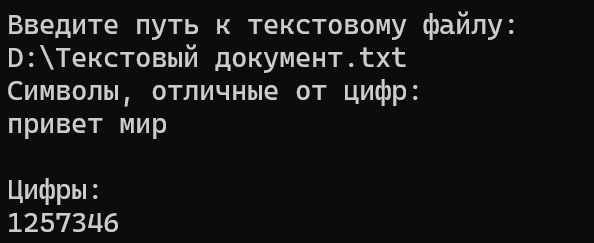 Введите путь к текстовому файлу:
D:\Текстовый документ.txt
Символы, отличные от цифр:
привет мир
Цифры:
1257346